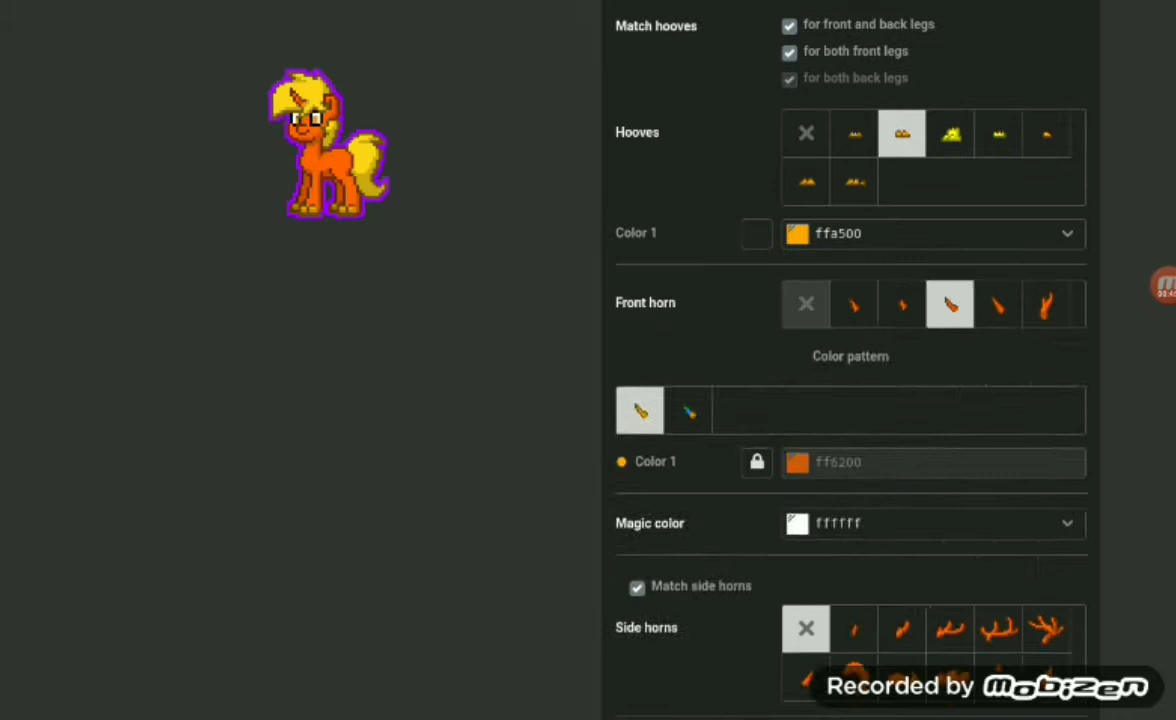 Match hooves
for front and back legs
for both front legs
for both back legs
Hooves
Color 1
ffa500
Front horn
Color pattern
Color 1
ff6200
Magic color
ffffff
Match side horns
Side horns
Recorded by mobizen